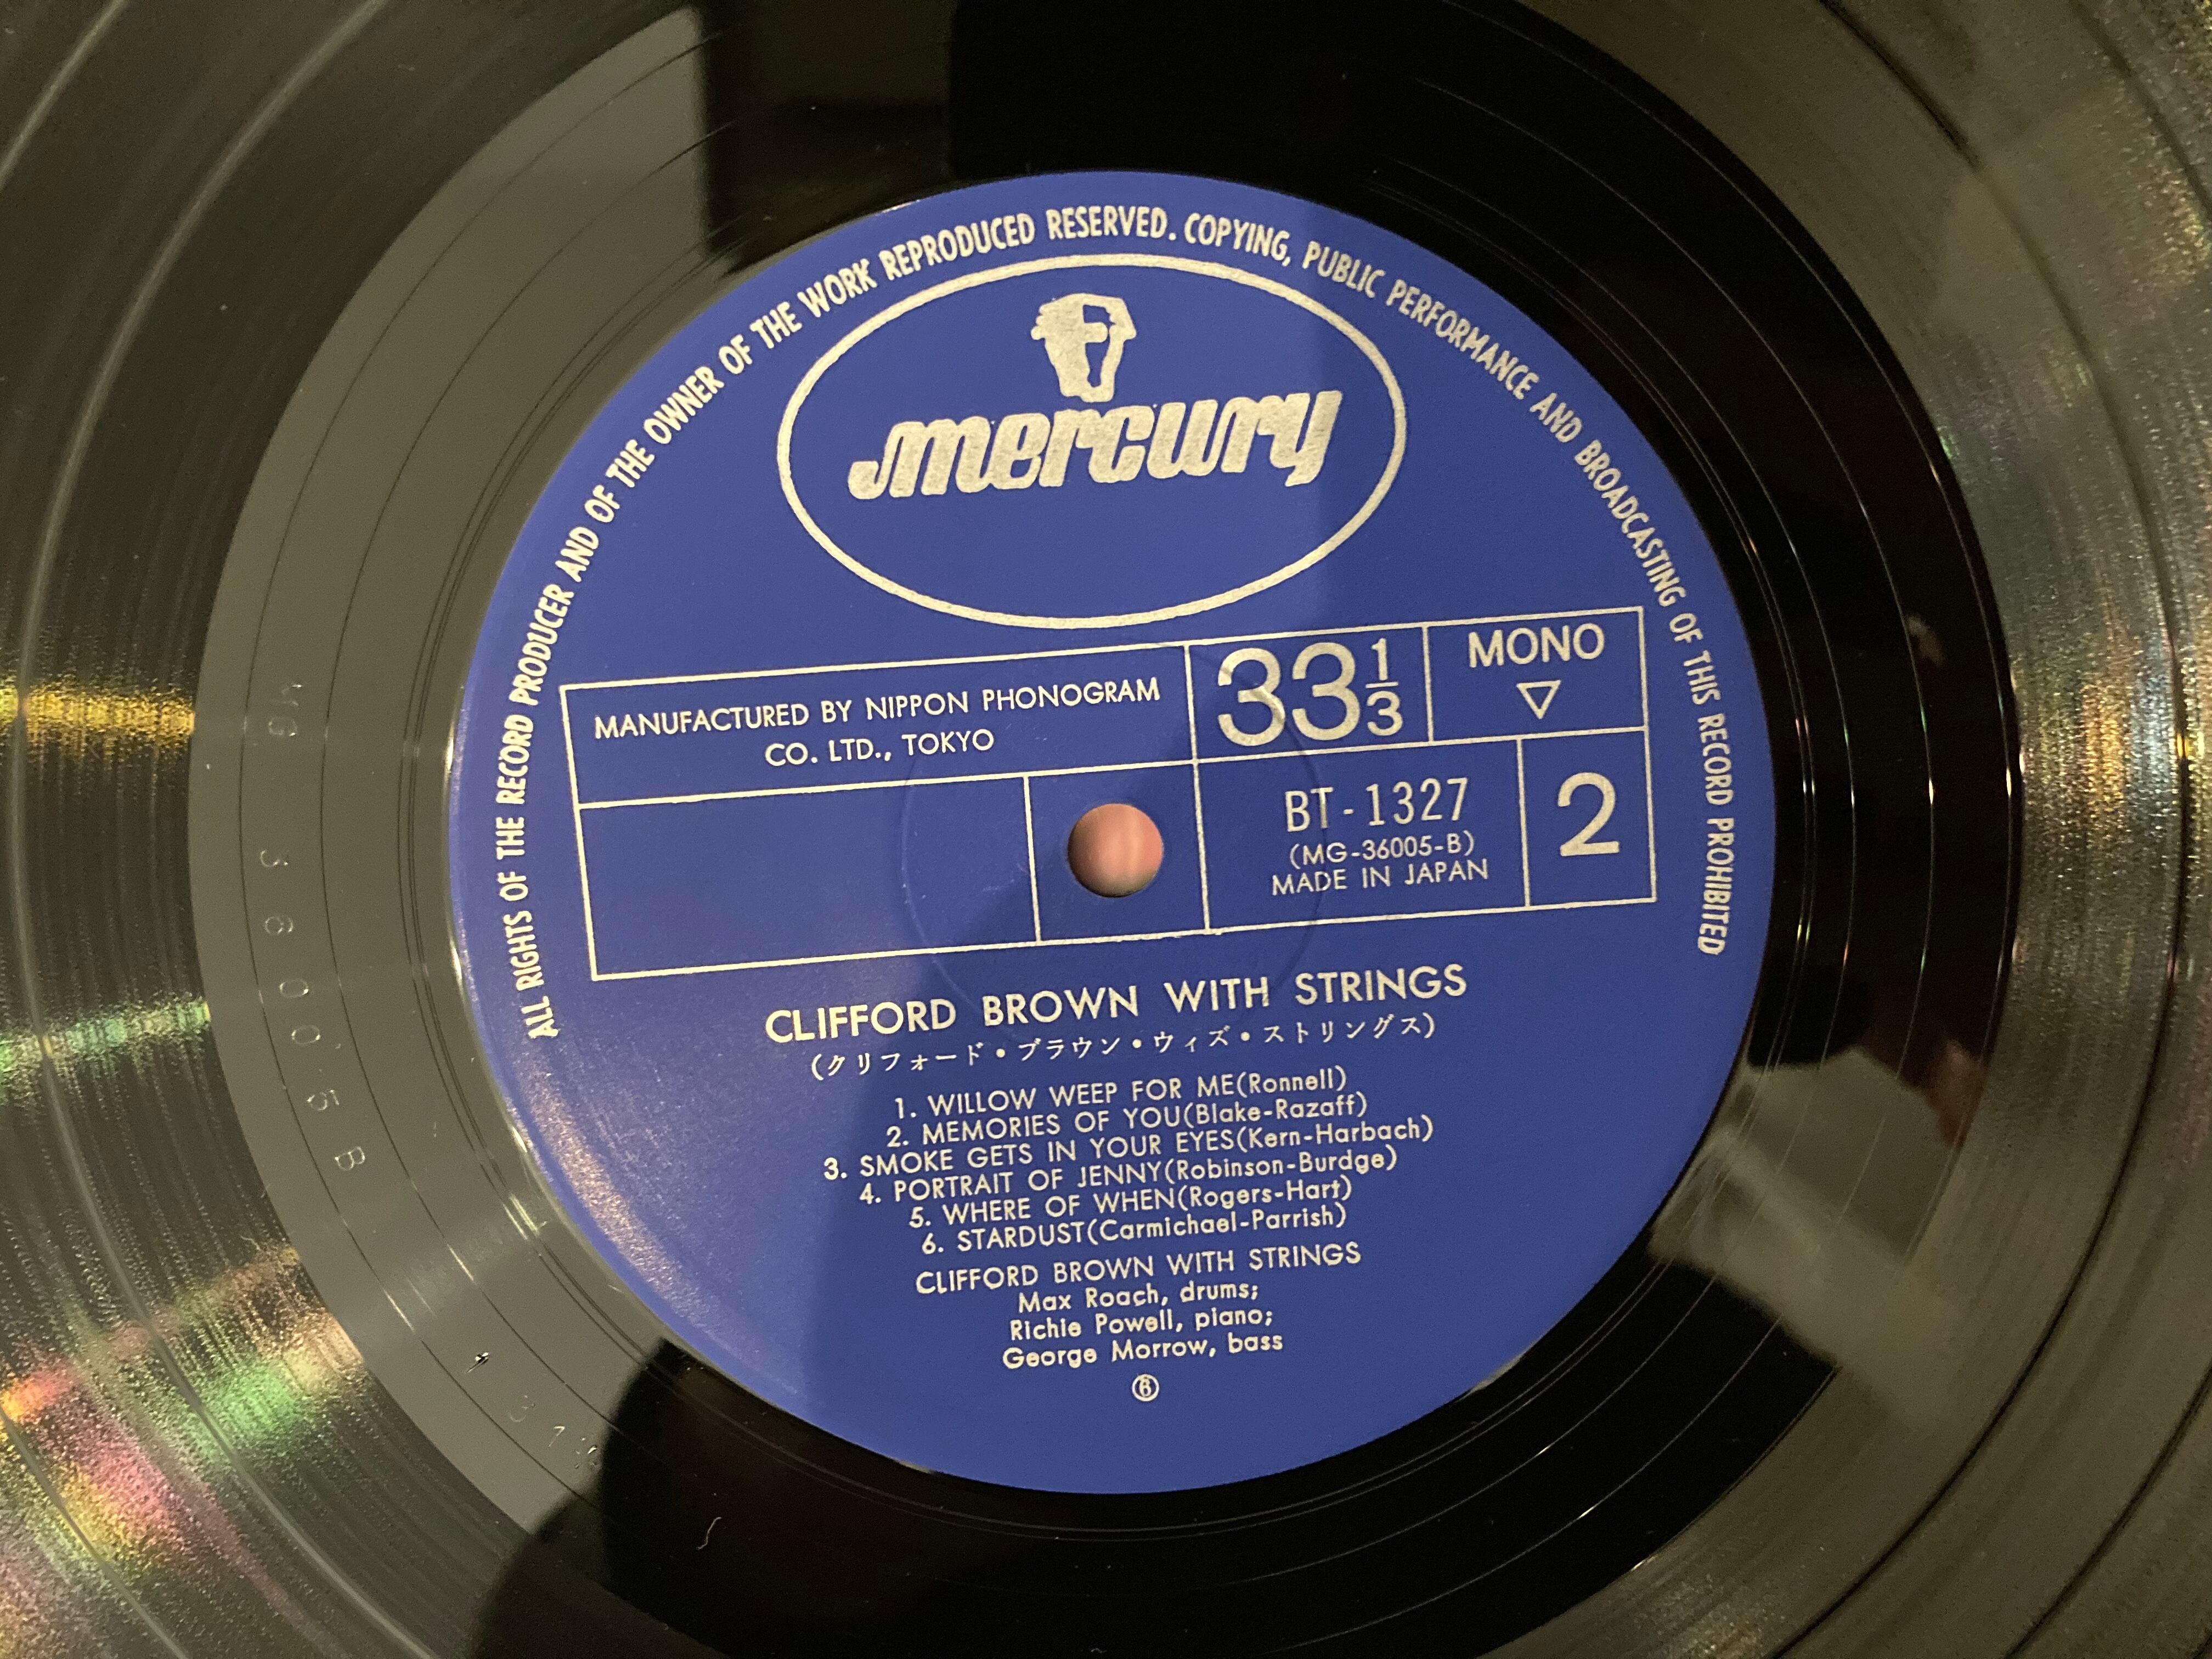 ALL RIGHTS OF THE RECORD PRODUCER AND OF THE OWNER OF THE WORK REPRODUCED RESERVED. COPYING, PUBLIC PERFORMANCE AND BROADCASTING OF THIS RECORD PROHIBITED
mercury
MANUFACTURED BY NIPPON PHONOGRAM
CO. LTD., TOKYO
33 1/3
MONO
▽
BT-1327
(MG-36005-B)
MADE IN JAPAN
2
CLIFFORD BROWN WITH STRINGS
(クリフォード・ブラウン・ウィズ・ストリングス)
1. WILLOW WEEP FOR ME(Ronnell)
2. MEMORIES OF YOU(Blake-Razaff)
3. SMOKE GETS IN YOUR EYES(Kern-Harbach)
4. PORTRAIT OF JENNY(Robinson-Burdge)
5. WHERE OF WHEN(Rogers-Hart)
6. STARDUST(Carmichael-Parrish)
CLIFFORD BROWN WITH STRINGS
Max Roach, drums;
Richie Powell, piano;
George Morrow, bass
MG 36005 B